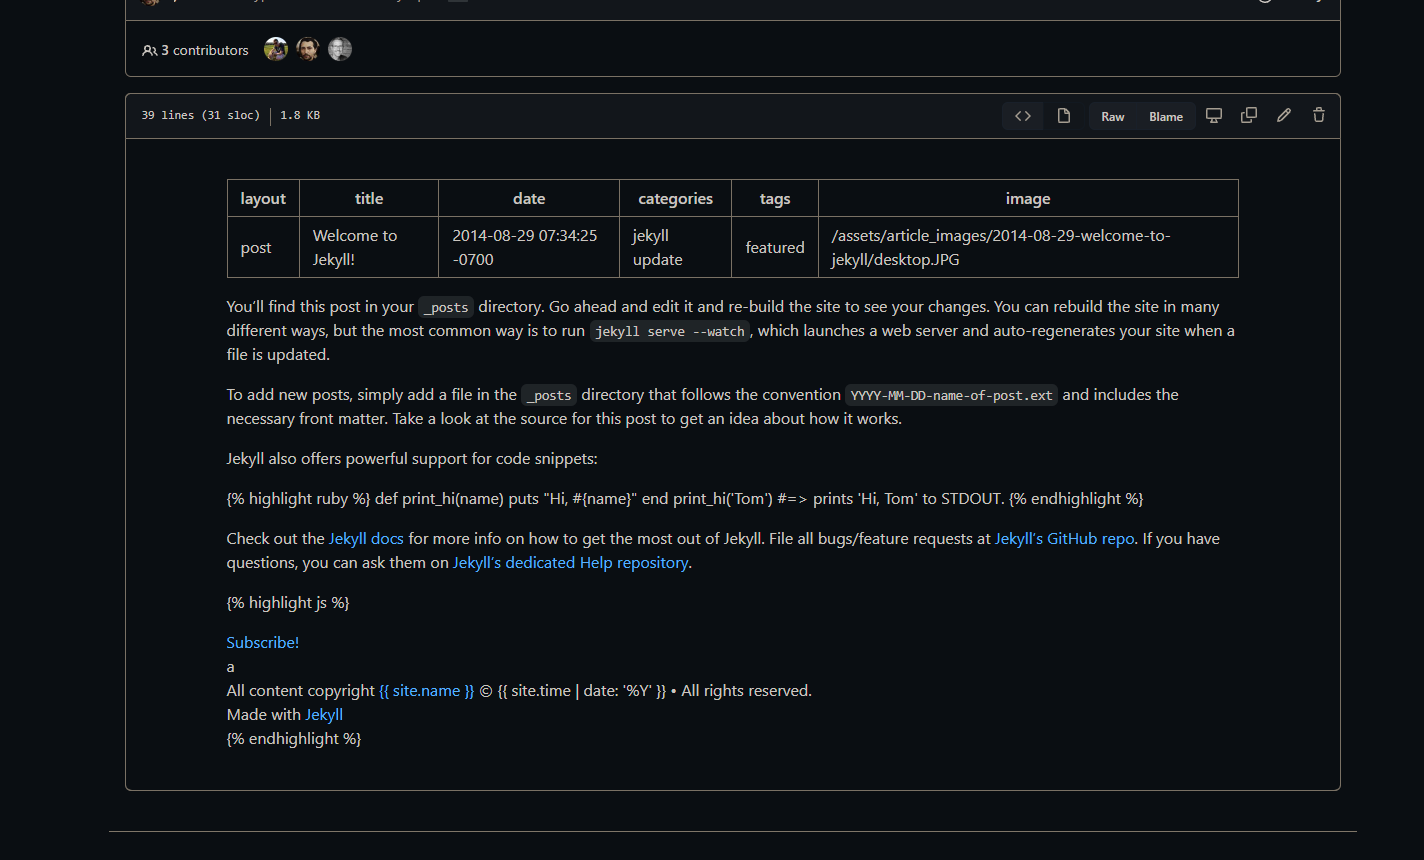 3 contributors
39 lines (31 sloc) 1.8 KB
Raw Blame
layout title date categories tags image
post Welcome to Jekyll! 2014-08-29 07:34:25 -0700 jekyll update featured /assets/article_images/2014-08-29-welcome-to-jekyll/desktop.JPG
You'll find this post in your _posts directory. Go ahead and edit it and re-build the site to see your changes. You can rebuild the site in many
different ways, but the most common way is to run jekyll serve --watch, which launches a web server and auto-regenerates your site when a
file is updated.
To add new posts, simply add a file in the _posts directory that follows the convention YYYY-MM-DD-name-of-post.ext and includes the
necessary front matter. Take a look at the source for this post to get an idea about how it works.
Jekyll also offers powerful support for code snippets:
{% highlight ruby %} def print_hi(name) puts "Hi, #{name}" end print_hi('Tom') #=> prints 'Hi, Tom' to STDOUT. {% endhighlight %}
Check out the Jekyll docs for more info on how to get the most out of Jekyll. File all bugs/feature requests at Jekyll's GitHub repo. If you have
questions, you can ask them on Jekyll's dedicated Help repository.
{% highlight js %}
Subscribe!
a
All content copyright {{ site.name }} © {{ site.time | date: '%Y' }} • All rights reserved.
Made with Jekyll
{% endhighlight %}